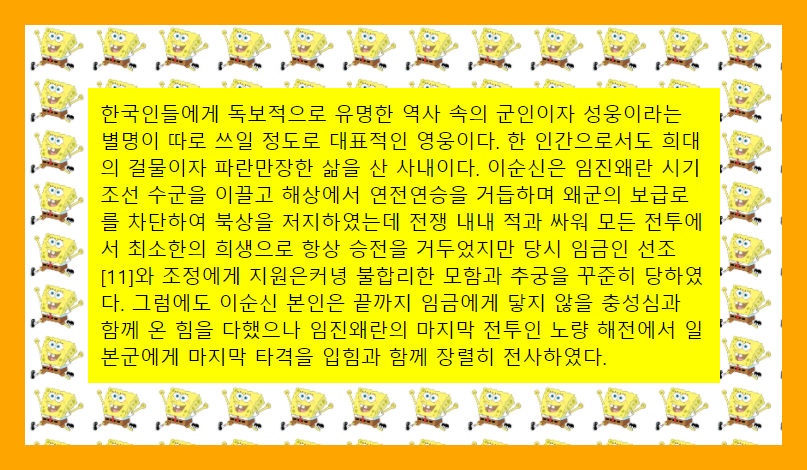 한국인들에게 독보적으로 유명한 역사 속의 군인이자 성웅이라는
별명이 따로 쓰일 정도로 대표적인 영웅이다. 한 인간으로서도 희대
의 걸물이자 파란만장한 삶을 산 사내이다. 이순신은 임진왜란 시기
조선 수군을 이끌고 해상에서 연전연승을 거듭하며 왜군의 보급로
를 차단하여 북상을 저지하였는데 전쟁 내내 적과 싸워 모든 전투에
서 최소한의 희생으로 항상 승전을 거두었지만 당시 임금인 선조
[11]와 조정에게 지원은커녕 불합리한 모함과 추궁을 꾸준히 당하였
다. 그럼에도 이순신 본인은 끝까지 임금에게 닿지 않을 충성심과
함께 온 힘을 다했으나 임진왜란의 마지막 전투인 노량 해전에서 일
본군에게 마지막 타격을 입힘과 함께 장렬히 전사하였다.